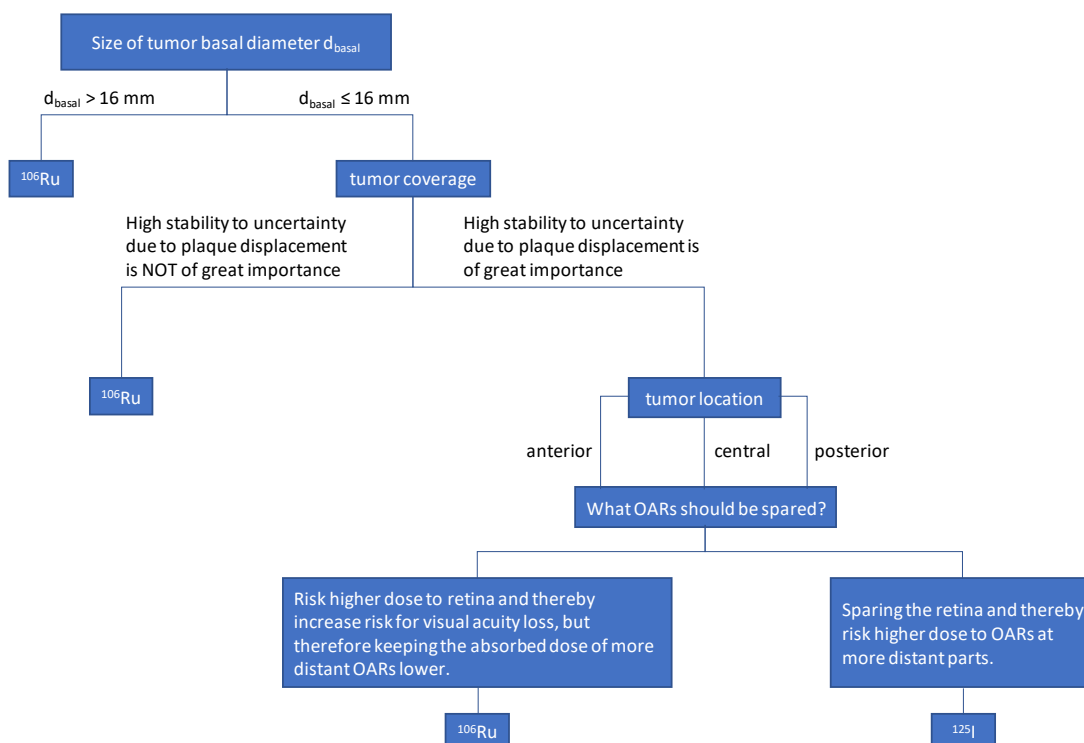 Size of tumor basal diameter d_basal
d_basal > 16 mm
d_basal ≤ 16 mm
¹⁰⁶Ru
tumor coverage
High stability to uncertainty
due to plaque displacement
is NOT of great importance
High stability to uncertainty
due to plaque displacement is
of great importance
¹⁰⁶Ru
tumor location
anterior
central
posterior
What OARs should be spared?
Risk higher dose to retina and thereby
increase risk for visual acuity loss, but
therefore keeping the absorbed dose of more
distant OARs lower.
Sparing the retina and thereby
risk higher dose to OARs at
more distant parts.
¹⁰⁶Ru
¹²⁵I